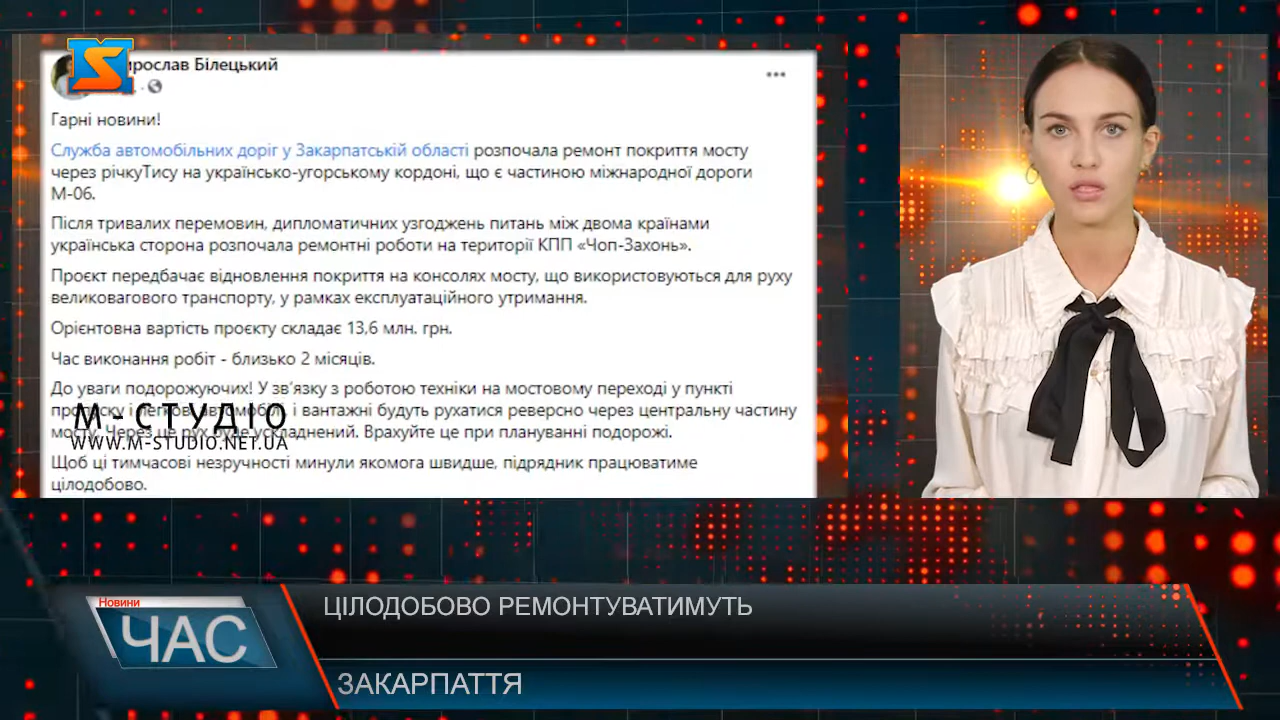 MS
ирослав Білецький
Гарні новини!
Служба автомобільних доріг у Закарпатській області розпочала ремонт покриття мосту
через річкуТису на українсько-угорському кордоні, що є частиною міжнародної дороги
М-06.
Після тривалих перемовин, дипломатичних узгоджень питань між двома країнами
українська сторона розпочала ремонтні роботи на території КПП «Чоп-Захонь».
Проєкт передбачає відновлення покриття на консолях мосту, що використовуються для руху
великовагового транспорту, у рамках експлуатаційного утримання.
Орієнтовна вартість проєкту складає 13,6 млн. грн.
Час виконання робіт - близько 2 місяців.
До уваги подорожуючих! У зв'язку з роботою техніки на мостовому переході у пункті
і вантажні будуть рухатися реверсно через центральну частину
ускладнений. Врахуйте це при плануванні подорожі.
М-СТУДІО
WWW.M-STUDIO.NET.UA
Щоб ці тимчасові незручності минули якомога швидше, підрядник працюватиме
цілодобово.
Новини
ЧАС
ЦІЛОДОБОВО РЕМОНТУВАТИМУТЬ
ЗАКАРПАТТЯ